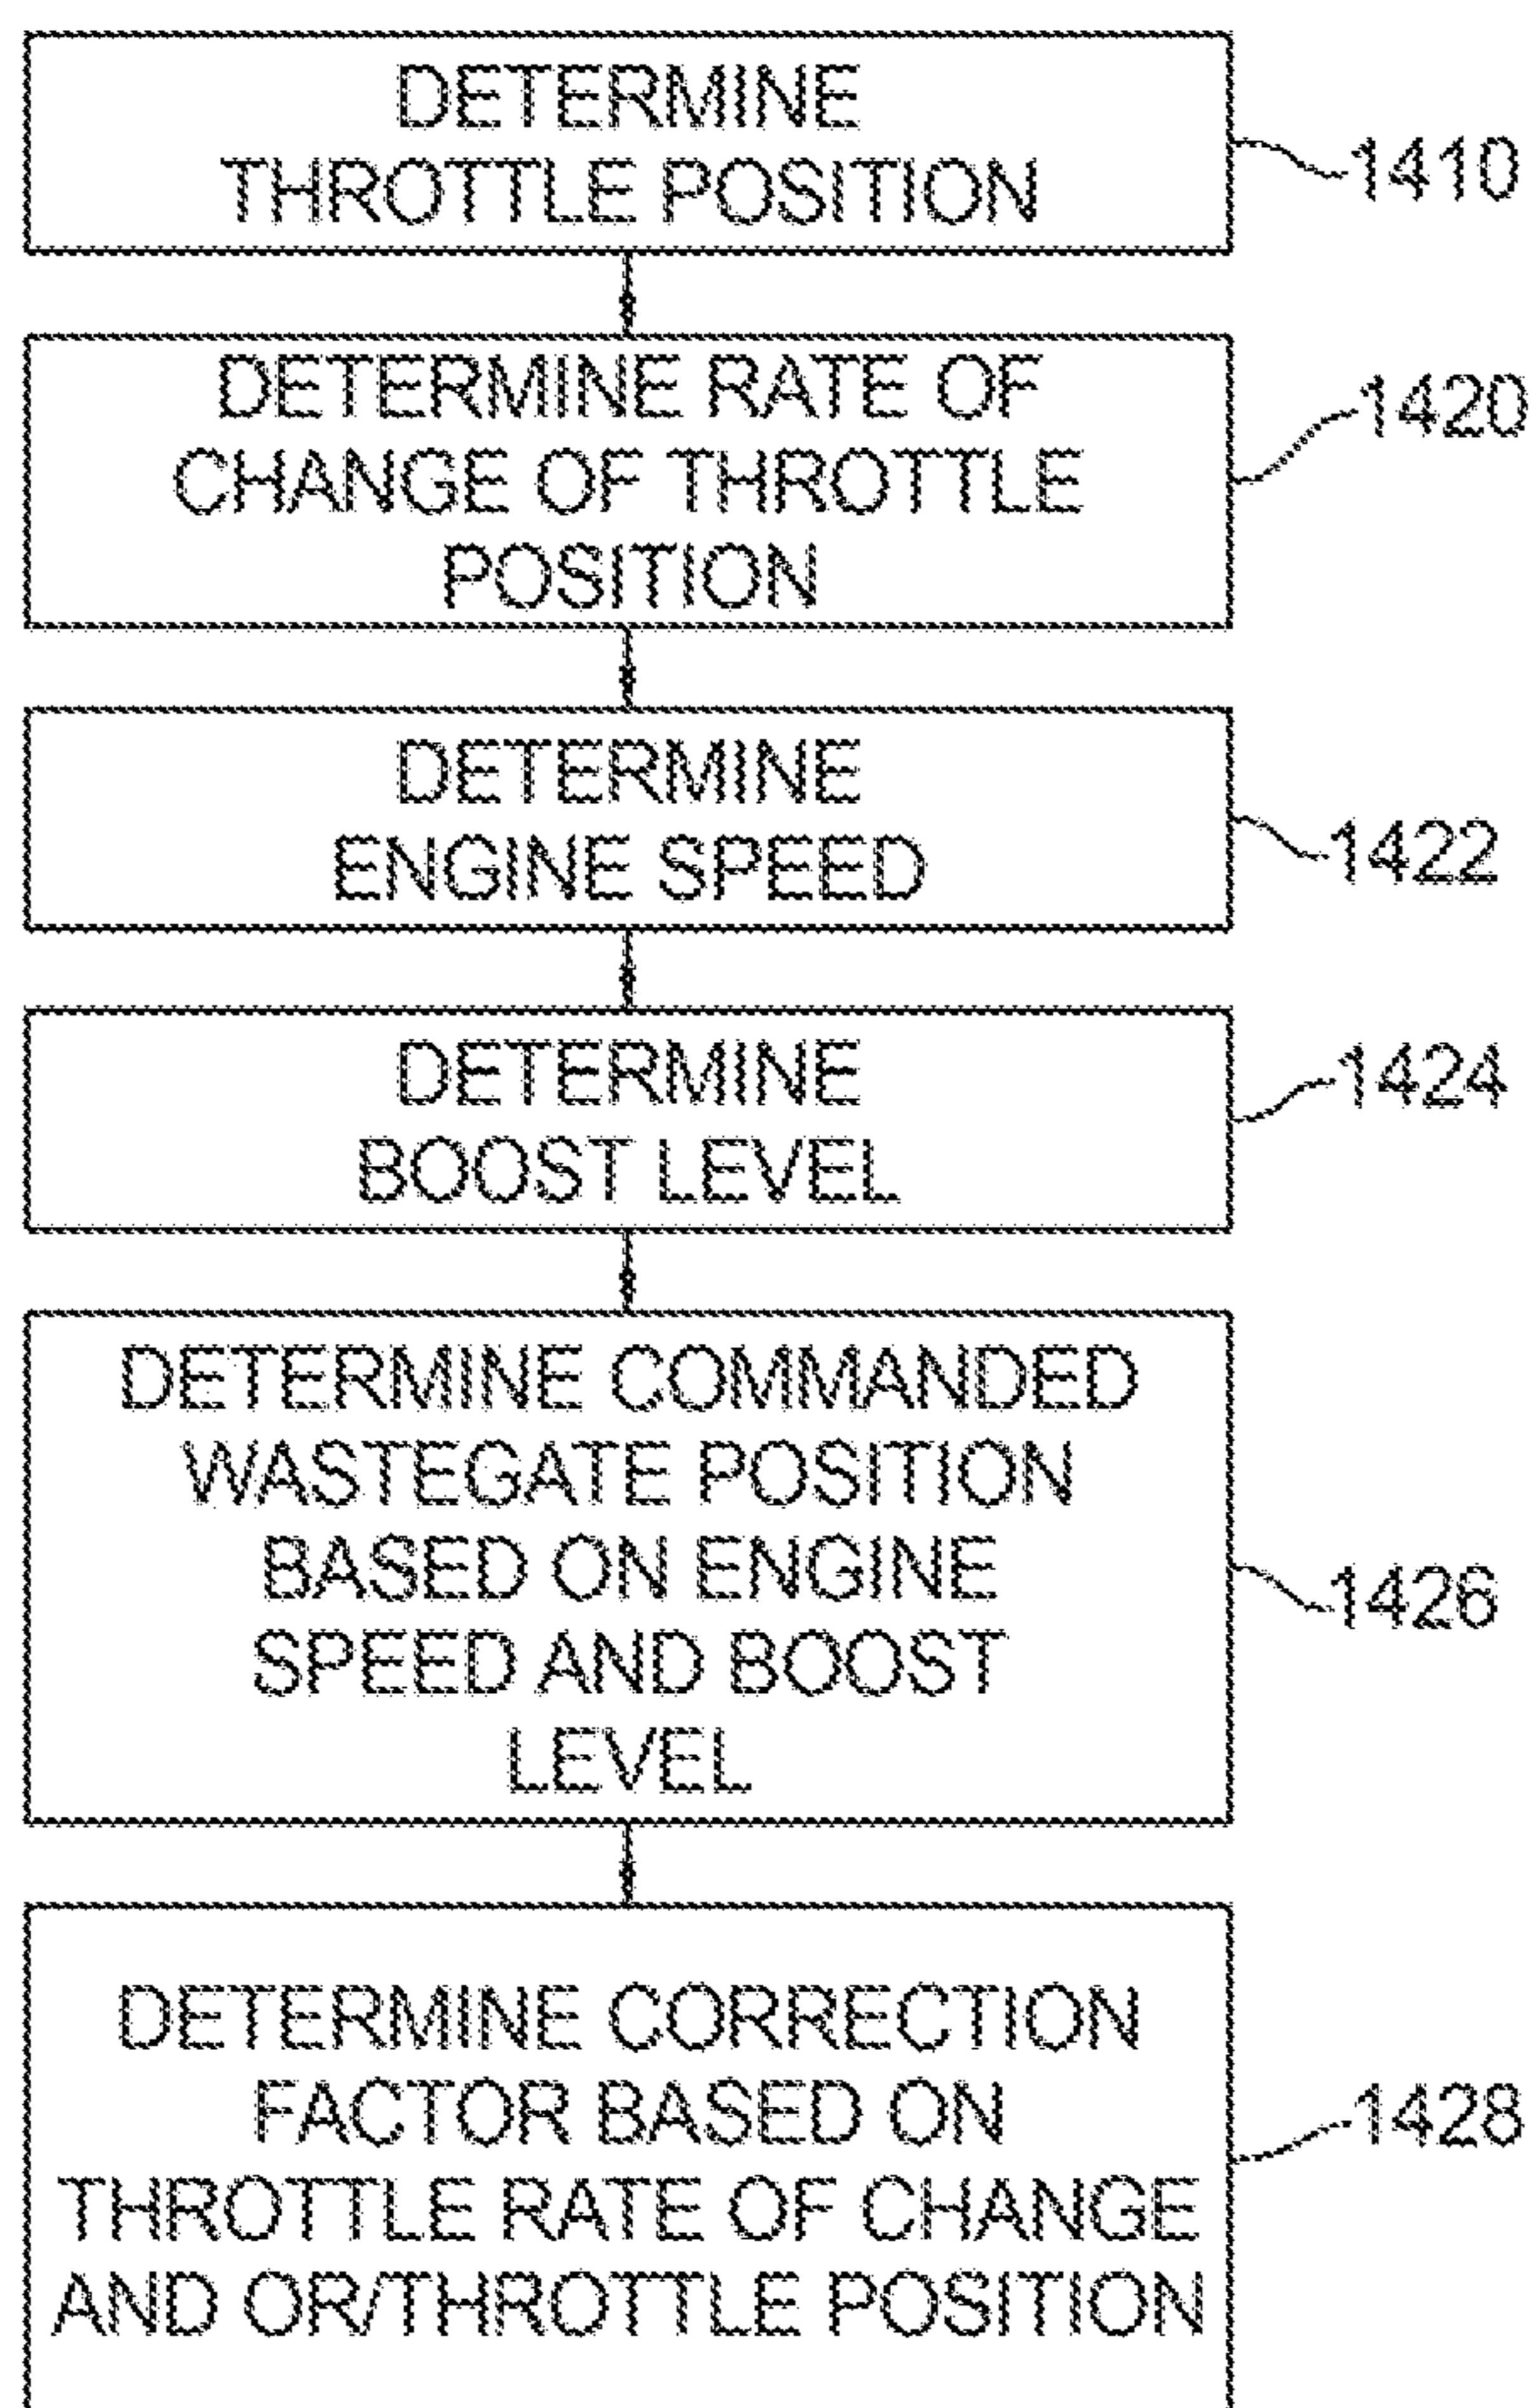 DETERMINE
THROTTLE POSITION
1410
DETERMINE RATE OF
CHANGE OF THROTTLE
POSITION
1420
DETERMINE
ENGINE SPEED
1422
DETERMINE
BOOST LEVEL
1424
DETERMINE COMMANDED
WASTEGATE POSITION
BASED ON ENGINE
SPEED AND BOOST
LEVEL
1426
DETERMINE CORRECTION
FACTOR BASED ON
THROTTLE RATE OF CHANGE
AND OR/THROTTLE POSITION
1428